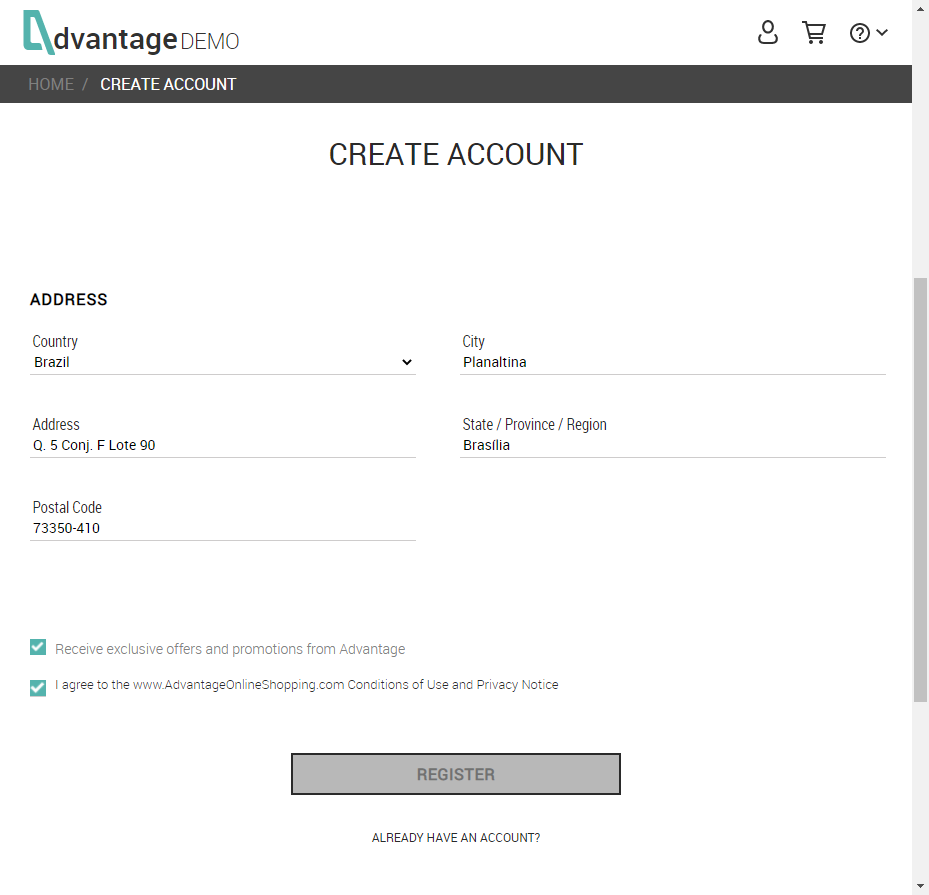 dvantage DEMO
HOME / CREATE ACCOUNT
CREATE ACCOUNT
ADDRESS
Country
Brazil
City
Planaltina
Address
Q. 5 Conj. F Lote 90
State / Province / Region
Brasília
Postal Code
73350-410
Receive exclusive offers and promotions from Advantage
I agree to the www.AdvantageOnlineShopping.com Conditions of Use and Privacy Notice
REGISTER
ALREADY HAVE AN ACCOUNT?